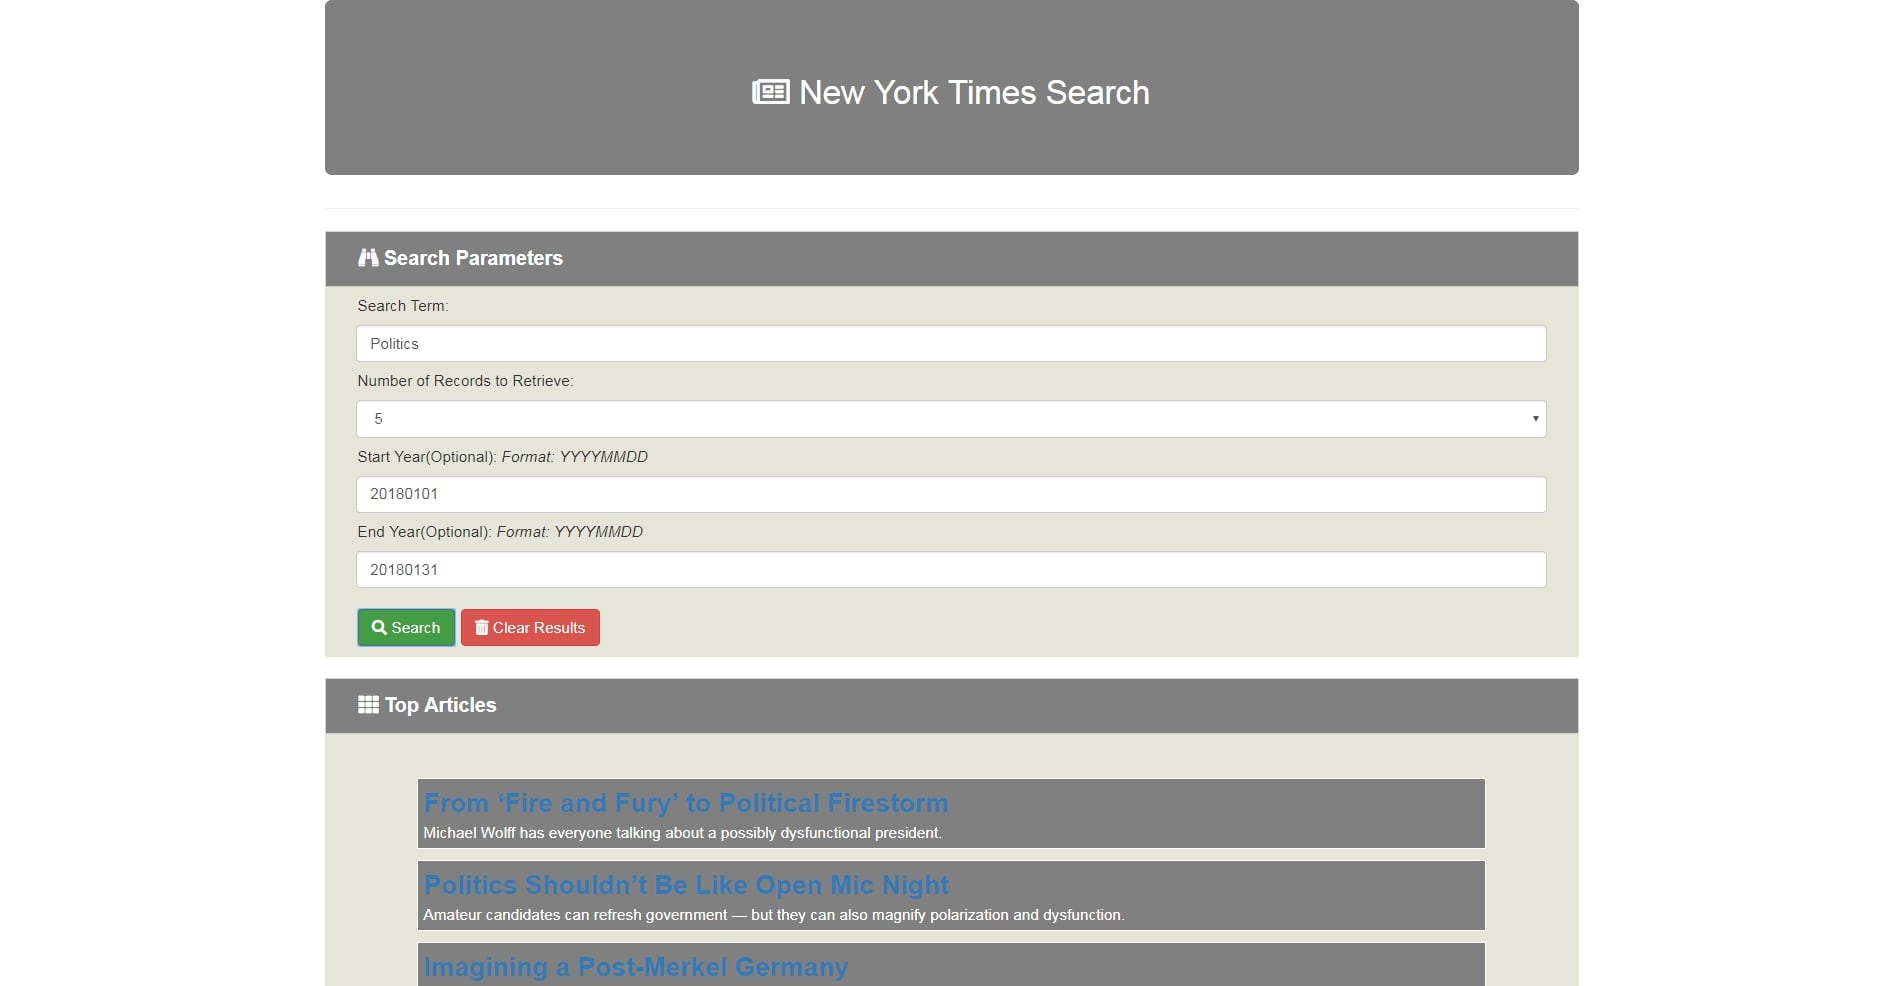 New York Times Search
Search Parameters
Search Term:
Politics
Number of Records to Retrieve:
5
Start Year(Optional): Format: YYYYMMDD
20180101
End Year(Optional): Format: YYYYMMDD
20180131
Search Clear Results
Top Articles
From ‘Fire and Fury’ to Political Firestorm
Michael Wolff has everyone talking about a possibly dysfunctional president.
Politics Shouldn’t Be Like Open Mic Night
Amateur candidates can refresh government — but they can also magnify polarization and dysfunction.
Imagining a Post-Merkel Germany